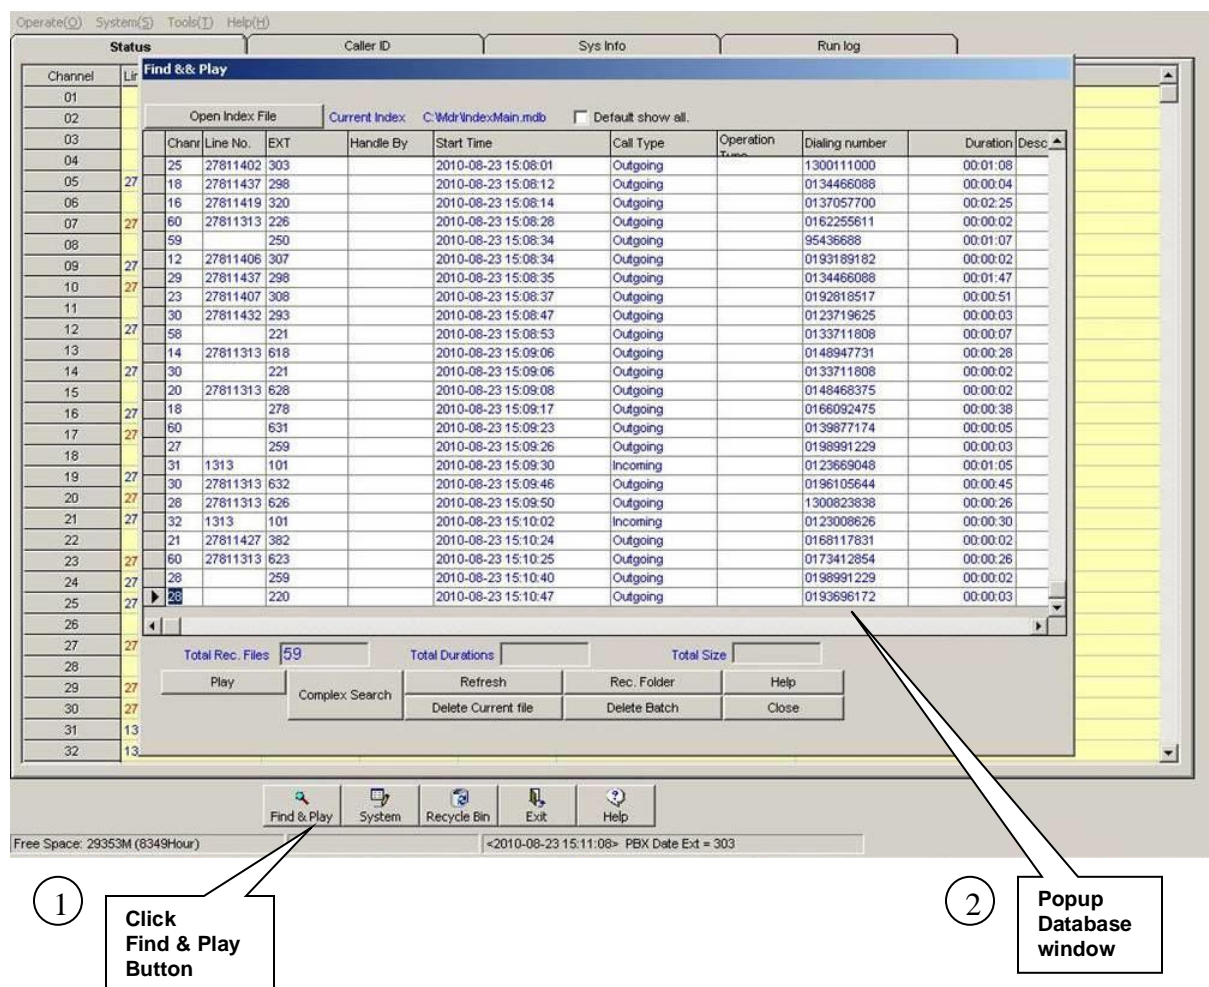 Operate(O) System(S) Tools(T) Help(H)
Status Caller ID Sys Info Run log
Channel Lir
01
02
03
04
05 27
06
07 27
08
09 27
10 27
11
12 27
13
14 27
15
16 27
17 27
18
19 27
20 27
21 27
22
23 27
24 27
25 27
26
27 27
28
29 27
30 27
31 13
32 13
Find && Play
Open Index File Current Index C:\Mdr\IndexMain.mdb Default show all.
Chanr Line No. EXT Handle By Start Time Call Type Operation Dialing number Duration Desc
25 27811402 303 2010-08-23 15:08:01 Outgoing 1300111000 00:01:08
18 27811437 298 2010-08-23 15:08:12 Outgoing 0134466088 00:00:04
16 27811419 320 2010-08-23 15:08:14 Outgoing 0137057700 00:02:25
60 27811313 226 2010-08-23 15:08:28 Outgoing 0162255611 00:00:02
59 250 2010-08-23 15:08:34 Outgoing 95436688 00:01:07
12 27811406 307 2010-08-23 15:08:34 Outgoing 0193189182 00:00:02
29 27811437 298 2010-08-23 15:08:35 Outgoing 0134466088 00:01:47
23 27811407 308 2010-08-23 15:08:37 Outgoing 0192818517 00:00:51
30 27811432 293 2010-08-23 15:08:47 Outgoing 0123719625 00:00:03
58 221 2010-08-23 15:08:53 Outgoing 0133711808 00:00:07
14 27811313 618 2010-08-23 15:09:06 Outgoing 0148947731 00:00:28
30 221 2010-08-23 15:09:06 Outgoing 0133711808 00:00:02
20 27811313 628 2010-08-23 15:09:08 Outgoing 0148468375 00:00:02
18 278 2010-08-23 15:09:17 Outgoing 0166092475 00:00:38
60 631 2010-08-23 15:09:23 Outgoing 0139877174 00:00:05
27 259 2010-08-23 15:09:26 Outgoing 0198991229 00:00:03
31 1313 101 2010-08-23 15:09:30 Incoming 0123669048 00:01:05
30 27811313 632 2010-08-23 15:09:46 Outgoing 0196105644 00:00:45
28 27811313 626 2010-08-23 15:09:50 Outgoing 1300823838 00:00:26
32 1313 101 2010-08-23 15:10:02 Incoming 0123008626 00:00:30
21 27811427 382 2010-08-23 15:10:24 Outgoing 0168117831 00:00:02
60 27811313 623 2010-08-23 15:10:25 Outgoing 0173412854 00:00:26
28 259 2010-08-23 15:10:40 Outgoing 0198991229 00:00:02
28 220 2010-08-23 15:10:47 Outgoing 0193696172 00:00:03
Total Rec. Files 59 Total Durations Total Size
Play Complex Search Refresh Rec. Folder Help
Delete Current file Delete Batch Close
Find & Play System Recycle Bin Exit Help
Free Space: 29353M (8349Hour) <2010-08-23 15:11:08> PBX Date Ext = 303
1
Click
Find & Play
Button
2
Popup
Database
window